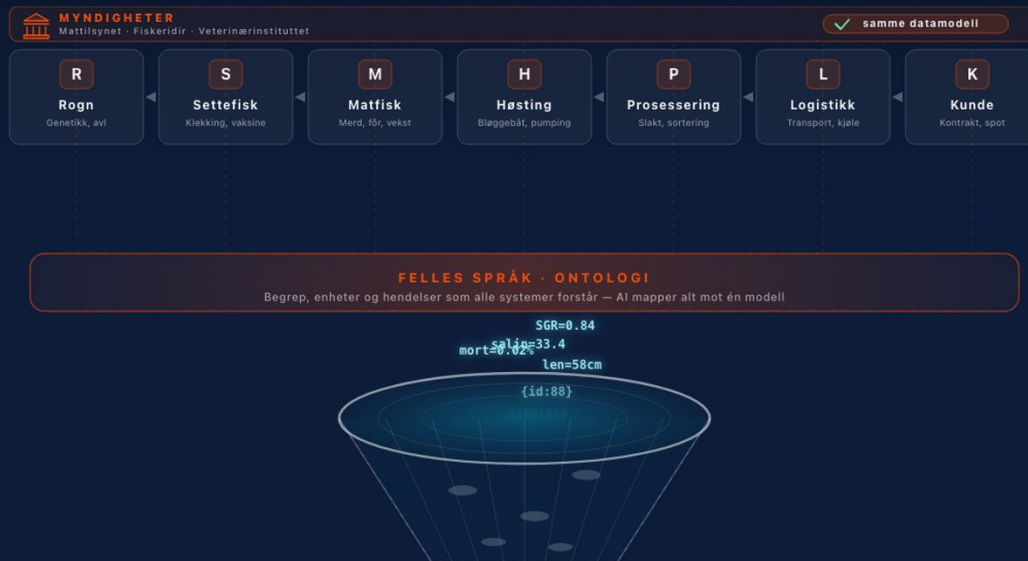 MYNDIGHETER
Mattilsynet · Fiskeridir · Veterinærinstituttet
samme datamodell
R
Rogn
Genetikk, avl
S
Settefisk
Klekking, vaksine
M
Matfisk
Merd, fôr, vekst
H
Høsting
Bløggebåt, pumping
P
Prosessering
Slakt, sortering
L
Logistikk
Transport, kjøle
K
Kunde
Kontrakt, spot
FELLES SPRÅK · ONTOLOGI
Begrep, enheter og hendelser som alle systemer forstår — AI mapper alt mot én modell
SGR=0.84
salin=33.4
mort=0.02%
len=58cm
{id:88}